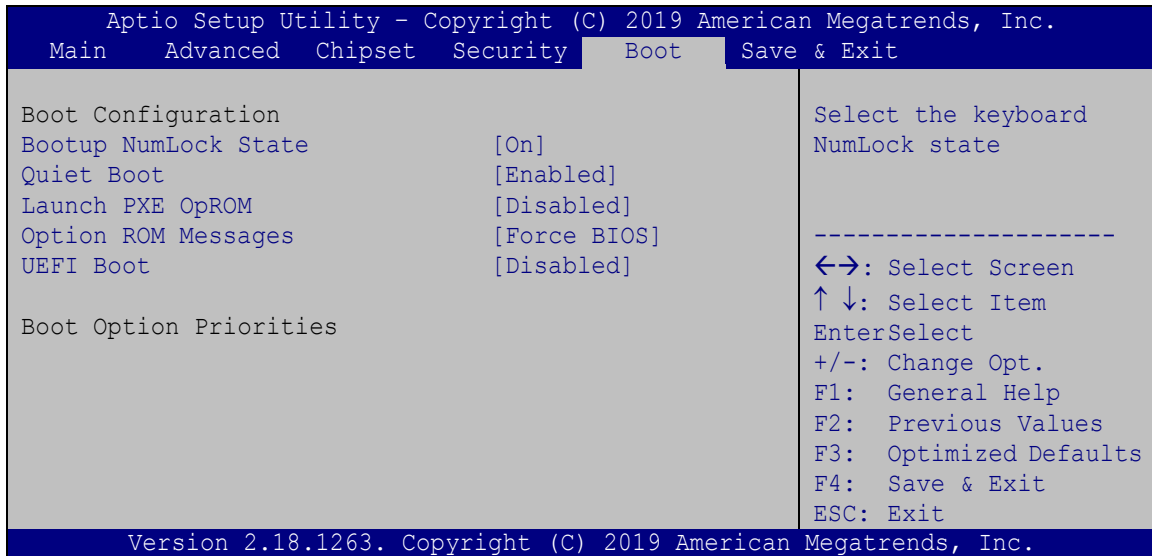 Aptio Setup Utility – Copyright (C) 2019 American Megatrends, Inc.
Main Advanced Chipset Security Boot Save & Exit
Boot Configuration
Bootup NumLock State [On]
Quiet Boot [Enabled]
Launch PXE OpROM [Disabled]
Option ROM Messages [Force BIOS]
UEFI Boot [Disabled]
Boot Option Priorities
Select the keyboard
NumLock state
---------------------
←→: Select Screen
↑ ↓: Select Item
EnterSelect
+/-: Change Opt.
F1: General Help
F2: Previous Values
F3: Optimized Defaults
F4: Save & Exit
ESC: Exit
Version 2.18.1263. Copyright (C) 2019 American Megatrends, Inc.